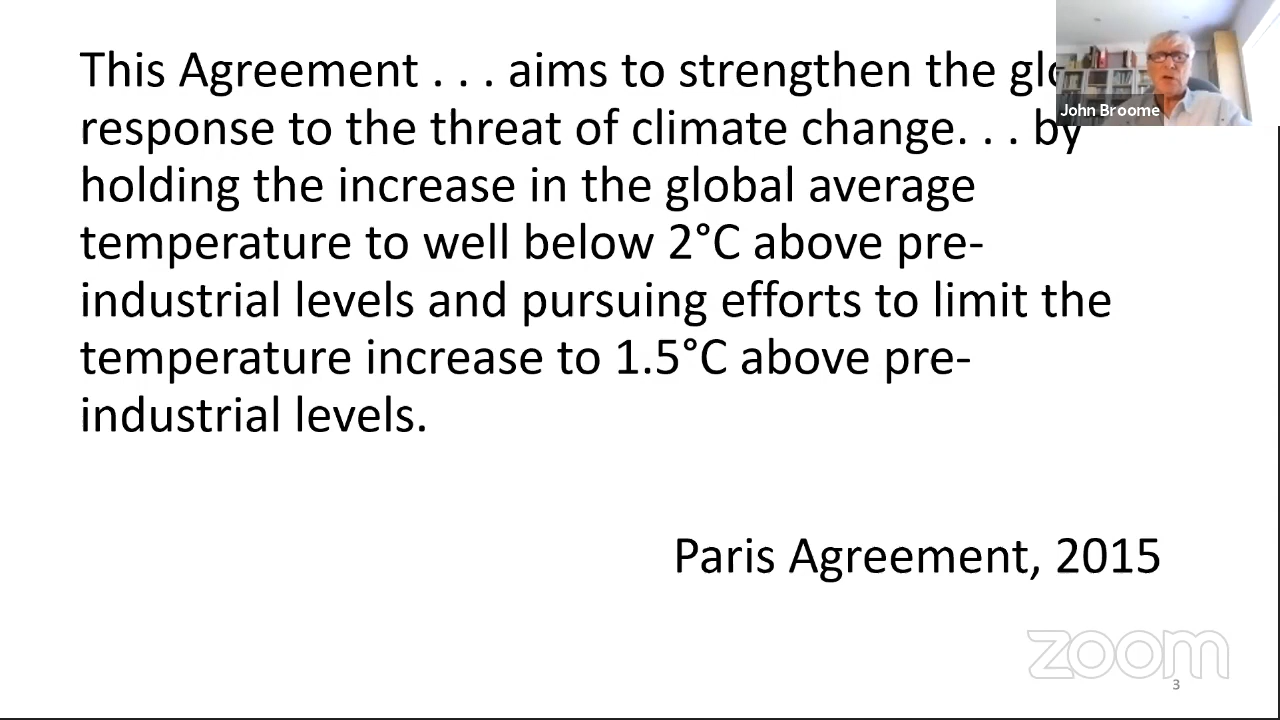 This Agreement . . . aims to strengthen the
response to the threat of climate change. . . by
holding the increase in the global average
temperature to well below 2°C above pre-
industrial levels and pursuing efforts to limit the
temperature increase to 1.5°C above pre-
industrial levels.
Paris Agreement, 2015
John Broome
zoom
3